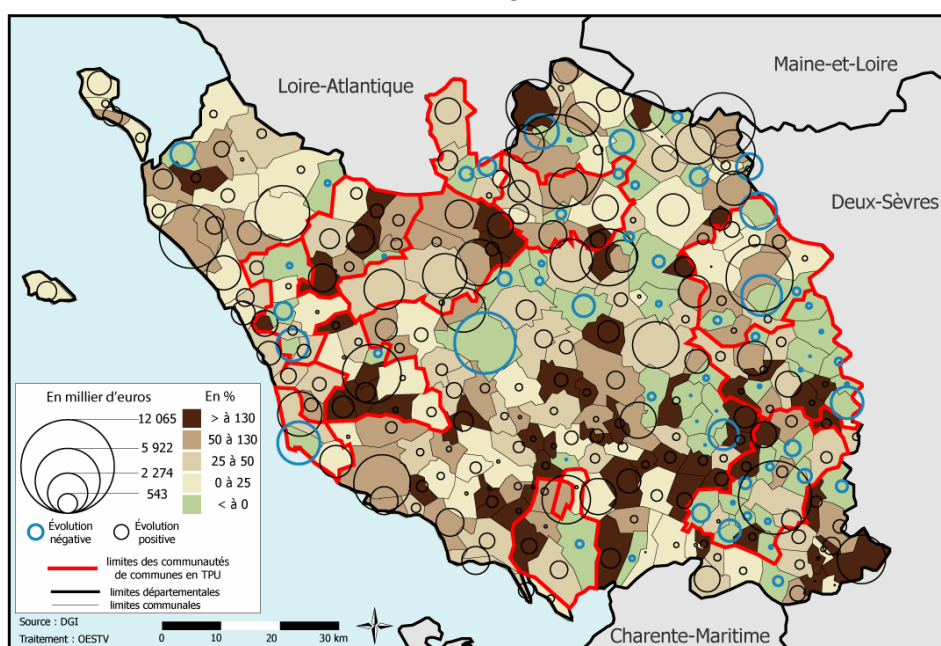 Maine-et-Loire
Loire-Atlantique
Deux-Sèvres
En millier d'euros
En %
12 065
5 922
2 274
543
> à 130
50 à 130
25 à 50
0 à 25
< à 0
Évolution
négative
Évolution
positive
limites des communautés
de communes en TPU
limites départementales
limites communales
Source : DGI
Traitement : OESTV
0 10 20 30 km
Charente-Maritime